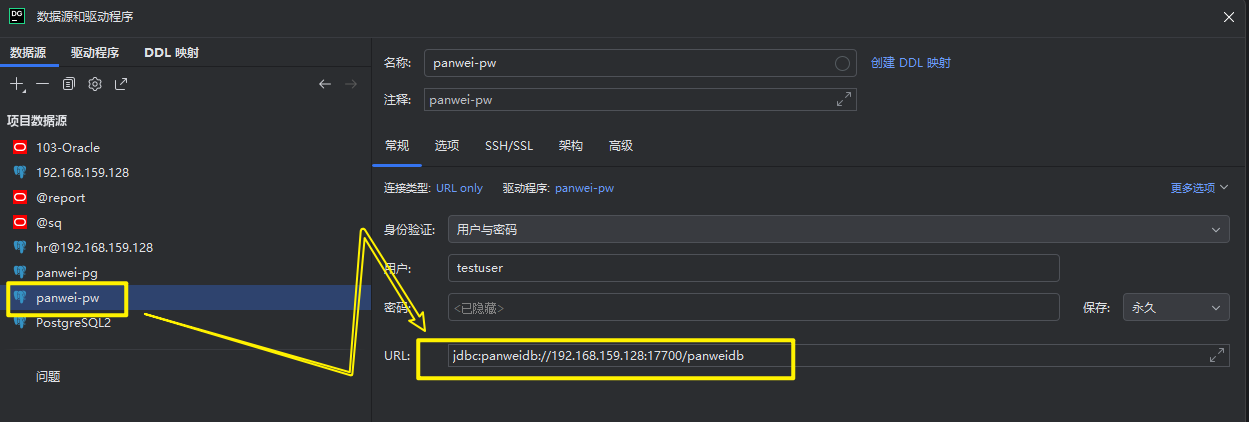 DG 数据源和驱动程序
数据源 驱动程序 DDL 映射
项目数据源
103-Oracle
192.168.159.128
@report
@sq
hr@192.168.159.128
panwei-pg
panwei-pw
PostgreSQL2
问题
名称: panwei-pw 创建 DDL 映射
注释: panwei-pw
常规 选项 SSH/SSL 架构 高级
连接类型: URL only 驱动程序: panwei-pw 更多选项
身份验证: 用户与密码
用户: testuser
密码: <已隐藏> 保存: 永久
URL: jdbc:panweidb://192.168.159.128:17700/panweidb